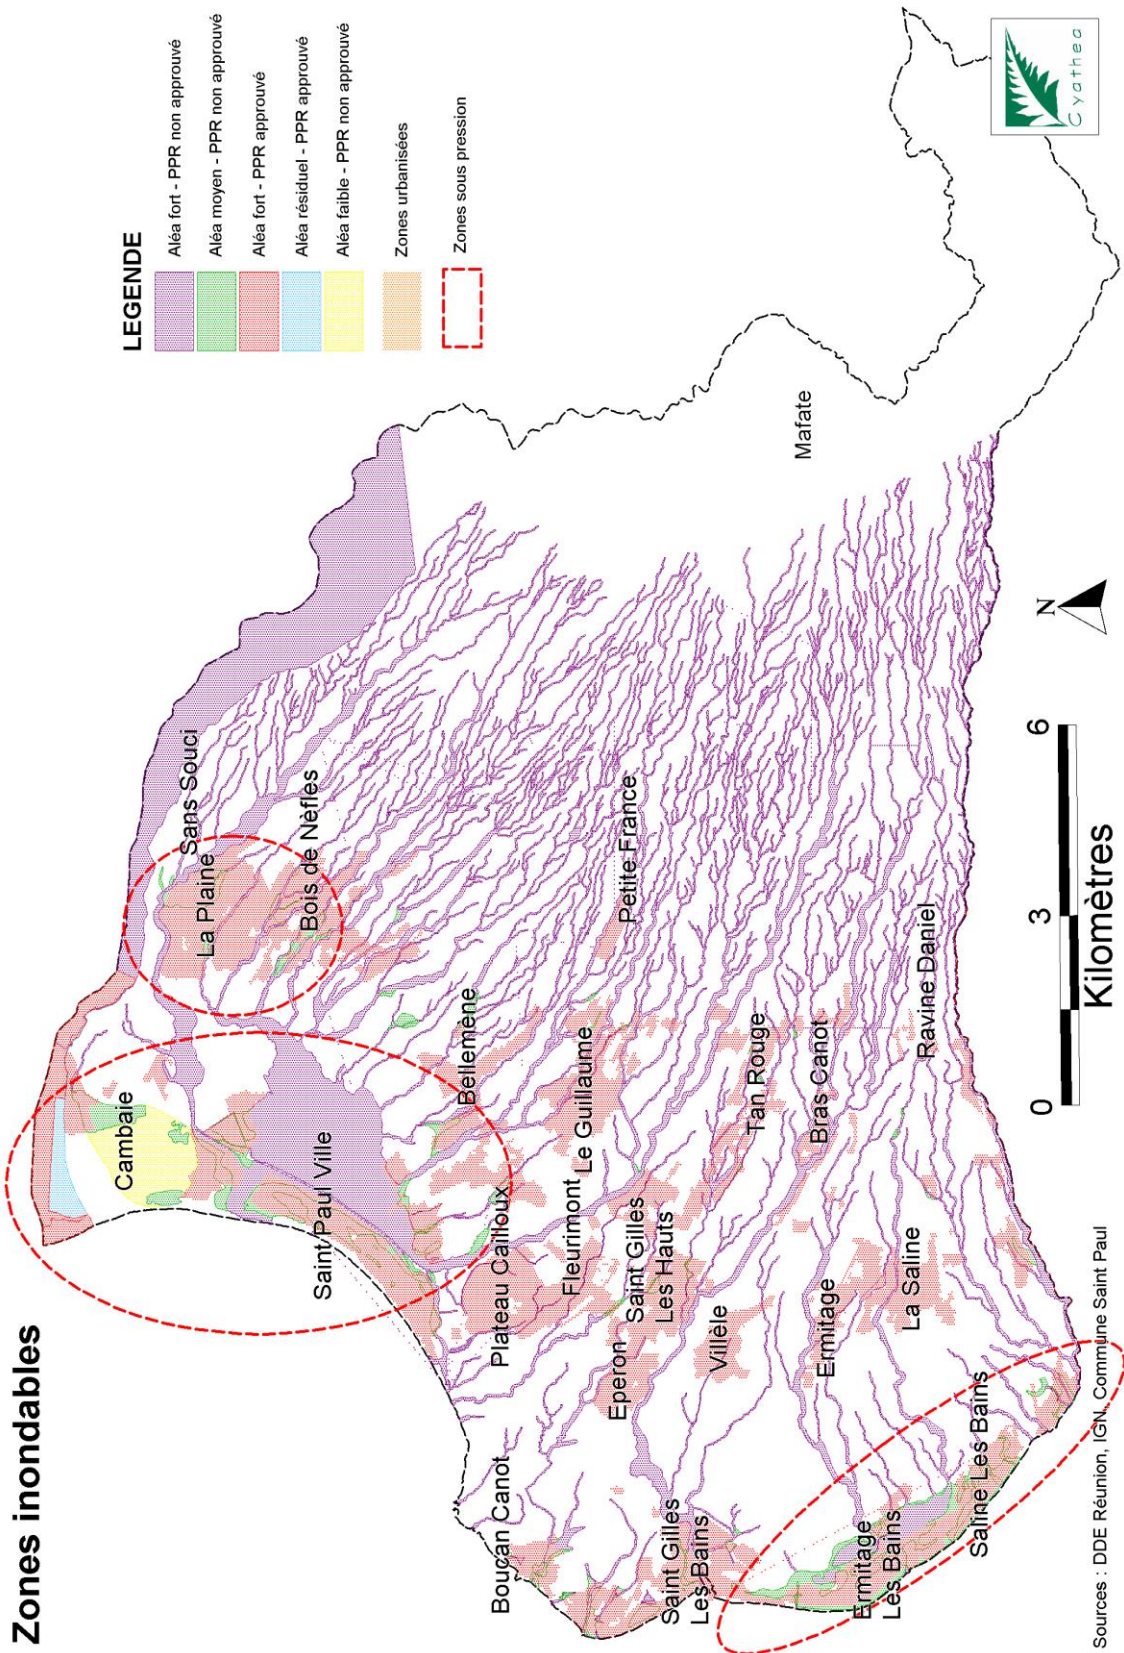 Zones inondables
LEGENDE
Aléa fort - PPR non approuvé
Aléa moyen - PPR non approuvé
Aléa fort - PPR approuvé
Aléa résiduel - PPR approuvé
Aléa faible - PPR non approuvé
Zones urbanisées
Zones sous pression
Cambaie
Sans Souci
La Plaine
Bois de Nèfles
Saint Paul Ville
Bellemène
Plateau Cailloux
Le Guillaume
Fleurimont
Petite France
Boucan Canot
Eperon
Saint Gilles
Les Hauts
Villèle
Tan Rouge
Mafate
Bras Canot
Saint Gilles
Les Bains
Ermitage
La Saline
Ravine Daniel
Ermitage
Les Bains
Saline Les Bains
N
0
3
6
Kilomètres
Cyathea
Sources : DDE Réunion, IGN, Commune Saint Paul